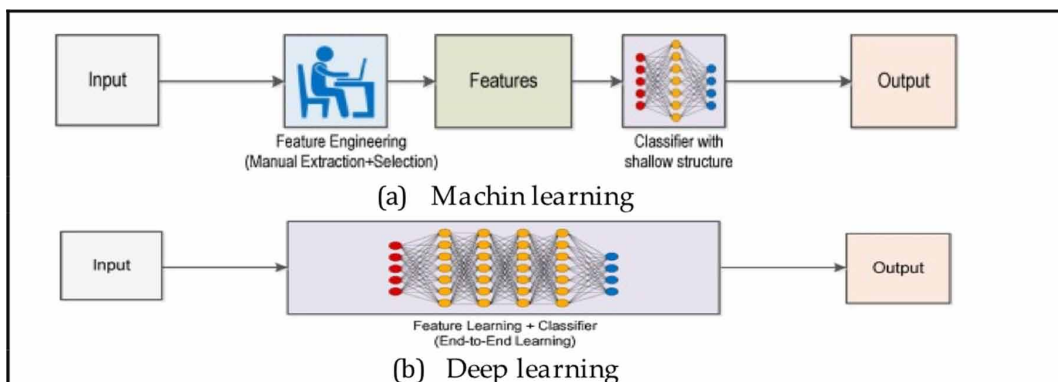 Input
Feature Engineering
(Manual Extraction+Selection)
Features
Classifier with
shallow structure
Output
(a) Machin learning
Input
Feature Learning + Classifier
(End-to-End Learning)
Output
(b) Deep learning